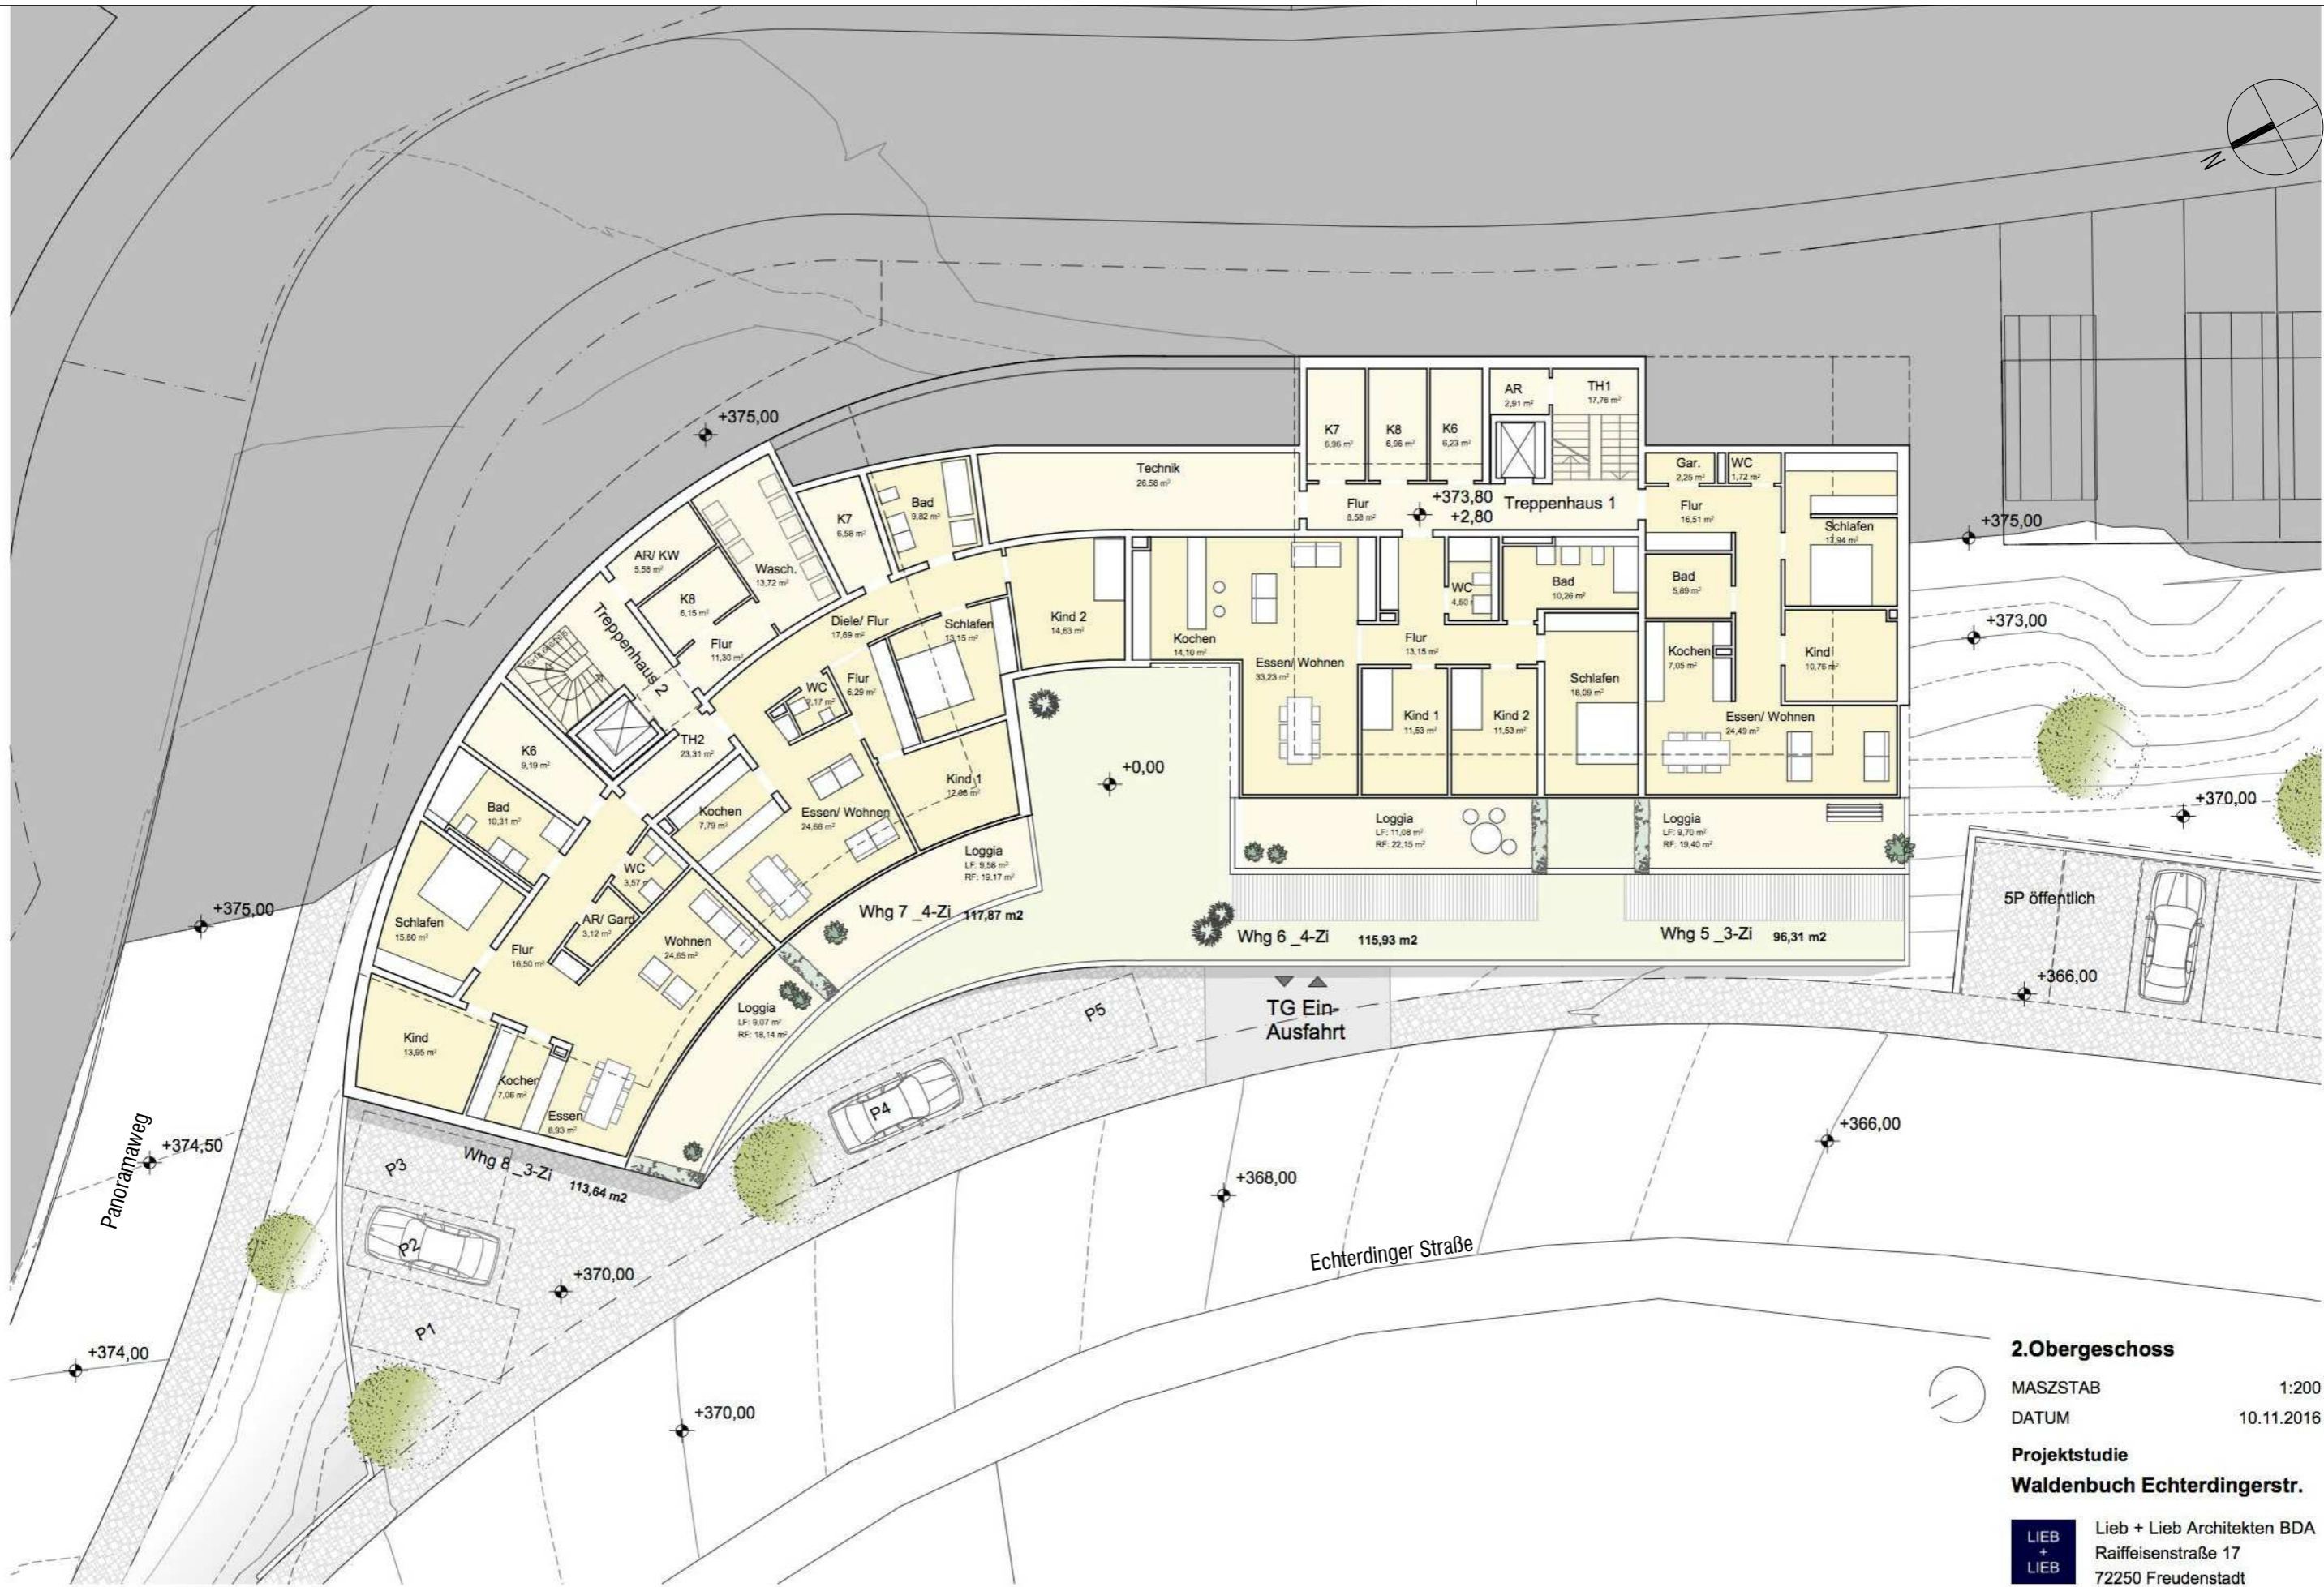 N
+375,00
K7
6,96 m²
K8
6,96 m²
K6
6,23 m²
AR
2,91 m²
TH1
17,76 m²
Technik
26,58 m²
Flur
8,58 m²
+373,80
+2,80
Treppenhaus 1
Gar.
2,25 m²
WC
1,72 m²
Flur
16,51 m²
Schlafen
+375,00
Bad
9,82 m²
K7
6,58 m²
Wasch.
13,72 m²
AR/ KW
5,58 m²
K8
6,15 m²
Flur
11,30 m²
Treppenhaus 2
Diele/ Flur
17,69 m²
Schlafen
13,15 m²
Kind 2
14,63 m²
Kochen
14,10 m²
Essen/ Wohnen
33,23 m²
WC
4,50
Bad
10,26 m²
Flur
13,15 m²
Kind 1
11,53 m²
Kind 2
11,53 m²
Schlafen
18,09 m²
Bad
5,89 m²
Kochen
7,05 m²
Kind
10,76 m²
Essen/ Wohnen
24,49 m²
+373,00
+370,00
WC
2,17 m²
Flur
6,29 m²
TH2
23,31 m²
K6
9,19 m²
Bad
10,31 m²
Kochen
7,79 m²
Essen/ Wohnen
24,66 m²
Kind 1
+0,00
Loggia
LF: 9,58 m²
RF: 19,17 m²
Loggia
LF: 11,08 m²
RF: 22,15 m²
Loggia
LF: 9,70 m²
RF: 19,40 m²
WC
3,57
AR/ Gard
3,12 m²
Schlafen
15,80 m²
Flur
16,50 m²
Wohnen
24,65 m²
Whg 7 _4-Zi 117,87 m2
Whg 6 _4-Zi 115,93 m2
Whg 5 _3-Zi 96,31 m2
5P öffentlich
+366,00
+375,00
Loggia
LF: 9,07 m²
RF: 18,14 m²
Kind
13,95 m²
Kochen
7,06 m²
Essen
8,93 m²
P5
TG Ein-
Ausfahrt
P4
P3
Whg 8 _3-Zi 113,64 m2
P2
P1
Panoramaweg
+374,50
+374,00
+370,00
+370,00
+368,00
+366,00
Echterdinger Straße
2.Obergeschoss
MASZSTAB 1:200
DATUM 10.11.2016
Projektstudie
Waldenbuch Echterdingerstr.
LIEB
+
LIEB
Lieb + Lieb Architekten BDA
Raiffeisenstraße 17
72250 Freudenstadt